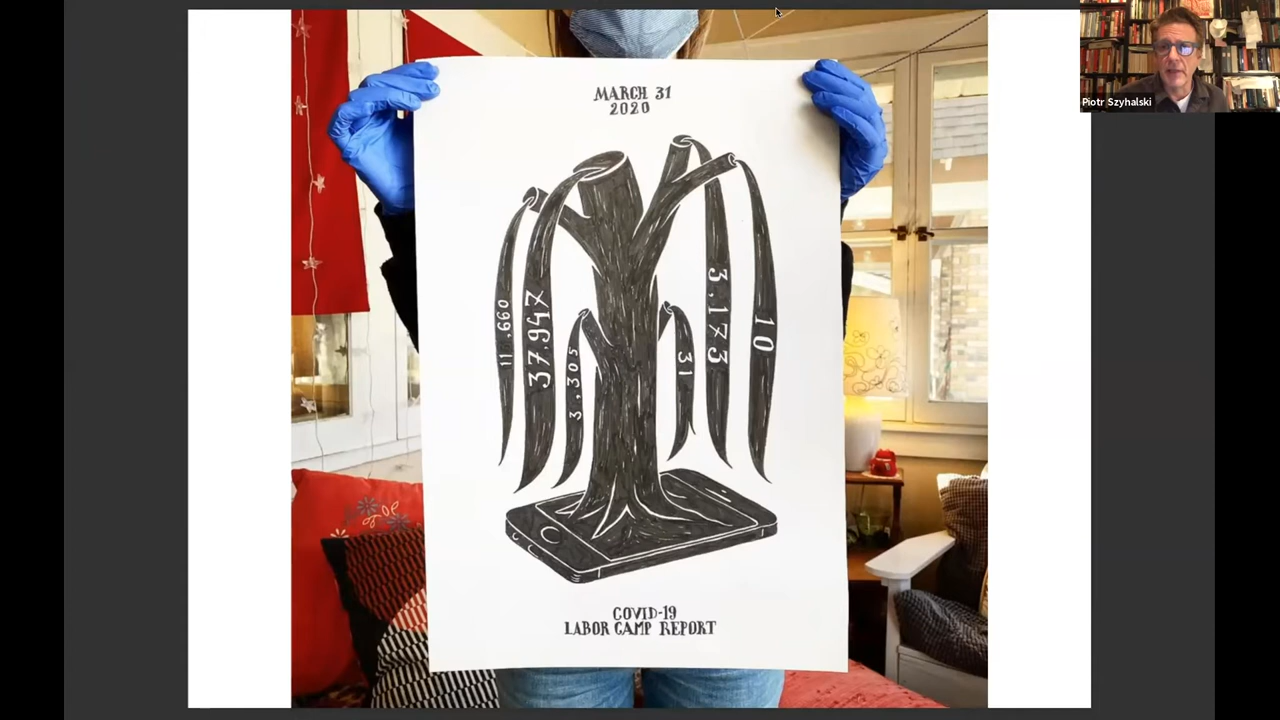 MARCH 31
2020
11,660
37,947
3,305
31
3,173
10
COVID-19
LABOR CAMP REPORT
Piotr Szyhalski